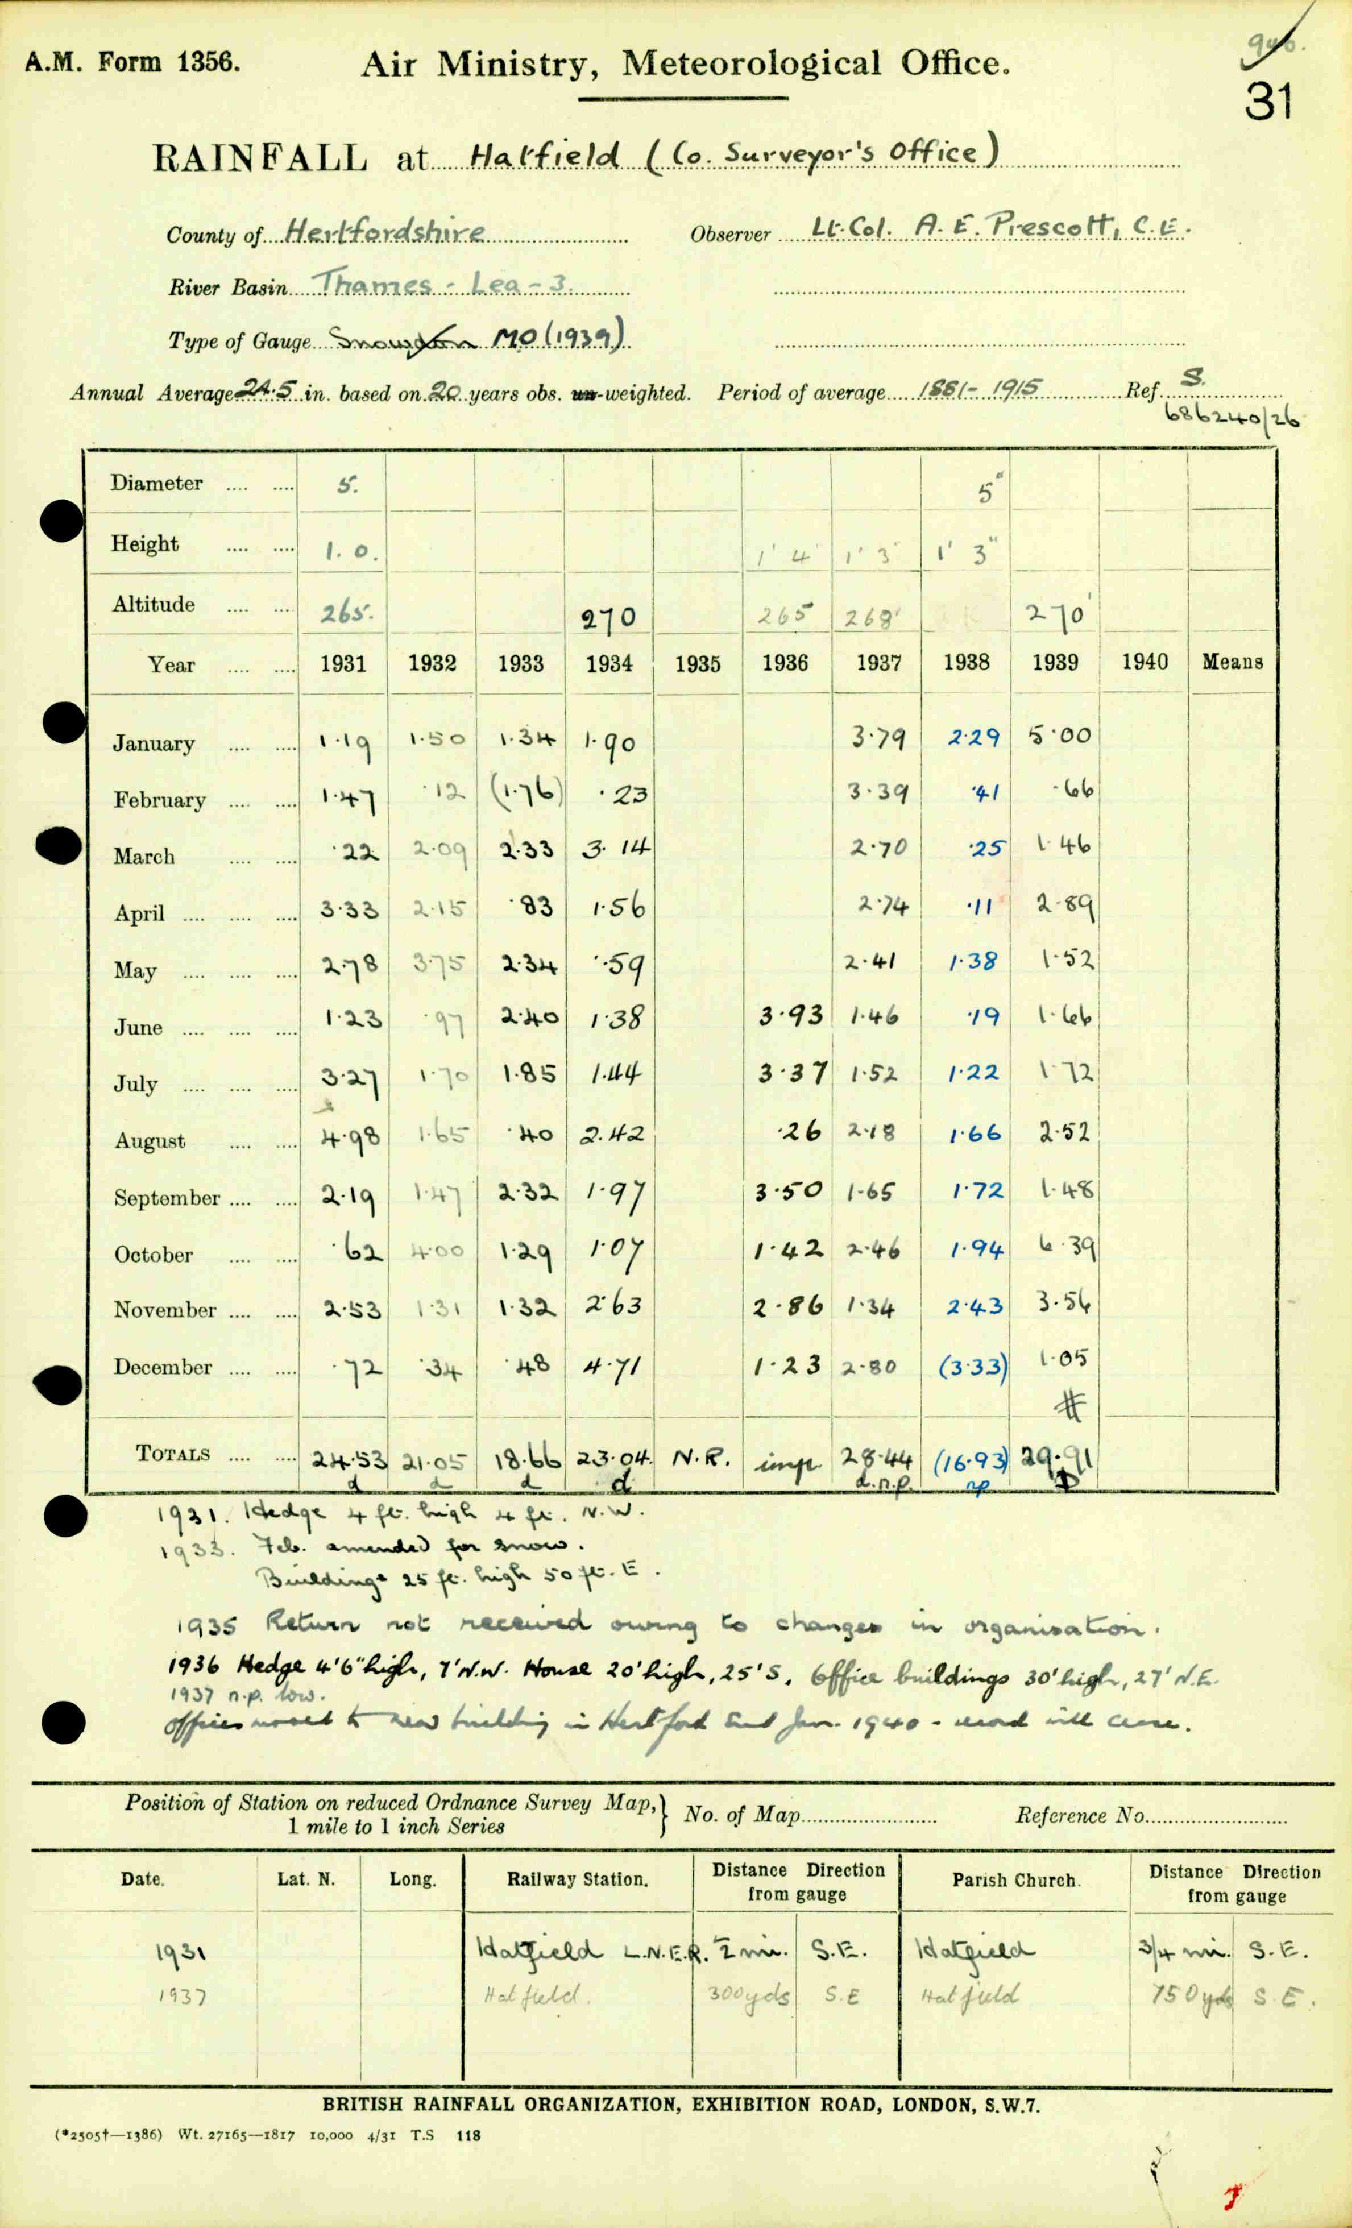 A.M. Form 1356.
Air Ministry, Meteorological Office.
31
RAINFALL at Hatfield (Co. Surveyor's Office)
County of Hertfordshire Observer Lt. Col. A. E. Prescott, C.E.
River Basin Thames - Lea - 3
Type of Gauge Snowdon MO (1939)
Annual Average 24.5 in. based on 20 years obs. un-weighted. Period of average 1881-1915 Ref. S.
686240/26
Diameter 5. 5"
Height 1. 0. 1' 4" 1' 3" 1' 3"
Altitude 265. 270 265 268' 270'
Year 1931 1932 1933 1934 1935 1936 1937 1938 1939 1940 Means
January 1.19 1.50 1.34 1.90 3.79 2.29 5.00
February 1.47 .12 (1.76) .23 3.39 .41 .66
March .22 2.09 2.33 3.14 2.70 .25 1.46
April 3.33 2.15 .83 1.56 2.74 .11 2.89
May 2.78 3.75 2.34 .59 2.41 1.38 1.52
June 1.23 .97 2.40 1.38 3.93 1.46 .19 1.66
July 3.27 1.70 1.85 1.44 3.37 1.52 1.22 1.72
August 4.98 1.65 .40 2.42 .26 2.18 1.66 2.52
September 2.19 1.47 2.32 1.97 3.50 1.65 1.72 1.48
October .62 4.00 1.29 1.07 1.42 2.46 1.94 6.39
November 2.53 1.31 1.32 2.63 2.86 1.34 2.43 3.56
December .72 .34 .48 4.71 1.23 2.80 (3.33) 1.05
#
TOTALS 24.53 21.05 18.66 23.04 N.R. imp. 28.44 (16.93) 29.91
d d d d d.n.p. np D
1931. Hedge 4 ft. high 4 ft. N.W.
1933. Feb. amended for snow.
Buildings 25 ft. high 50 ft. E.
1935 Return not received owing to changes in organisation.
1936 Hedge 4'6" high, 7' N.W. House 20' high, 25' S. Office buildings 30' high, 27' N.E.
1937 n.p. low.
Offices moved to new building in Hertford end Jan. 1940 - record will cease.
Position of Station on reduced Ordnance Survey Map, 1 mile to 1 inch Series } No. of Map Reference No.
Date. Lat. N. Long. Railway Station. Distance Direction from gauge Parish Church. Distance Direction from gauge
1931 Hatfield L.N.E.R. ½ mi. S.E. Hatfield 3/4 mi. S.E.
1937 Hatfield. 300 yds S.E Hatfield 750 yds S.E.
BRITISH RAINFALL ORGANIZATION, EXHIBITION ROAD, LONDON, S.W.7.
(*2505†—1386) Wt. 27165—1817 10,000 4/31 T.S 118